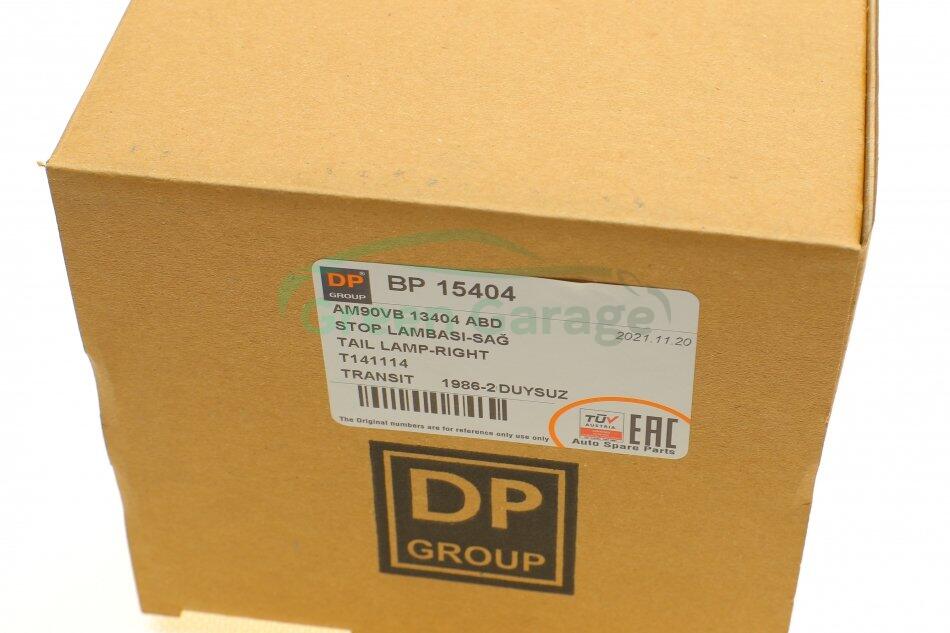 DP®
GROUP
BP 15404
AM90VB 13404 ABD
2021.11.20
STOP LAMBASI-SAĞ
TAIL LAMP-RIGHT
T141114
TRANSIT 1986-2 DUYSUZ
The Original numbers are for reference only use only
TÜV
AUSTRIA
EAC
Auto Spare Parts
Green Garage
DP
GROUP